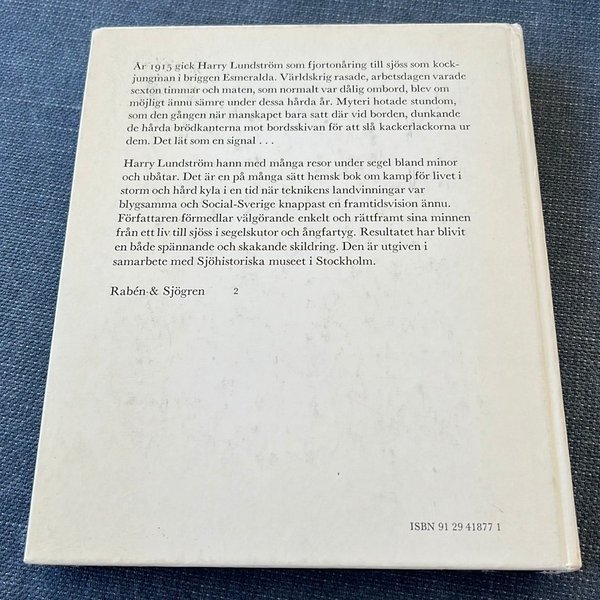 År 1915 gick Harry Lundström som fjortonåring till sjöss som kock-
jungman i briggen Esmeralda. Världskrig rasade, arbetsdagen varade
sexton timmar och maten, som normalt var dålig ombord, blev om
möjligt ännu sämre under dessa hårda år. Myteri hotade stundom,
som den gången när manskapet bara satt där vid borden, dunkande
de hårda brödkanterna mot bordsskivan för att slå kackerlackorna ur
dem. Det lät som en signal . . .
Harry Lundström hann med många resor under segel bland minor
och ubåtar. Det är en på många sätt hemsk bok om kamp för livet i
storm och hård kyla i en tid när teknikens landvinningar var
blygsamma och Social-Sverige knappast en framtidsvision ännu.
Författaren förmedlar välgörande enkelt och rättframt sina minnen
från ett liv till sjöss i segelskutor och ångfartyg. Resultatet har blivit
en både spännande och skakande skildring. Den är utgiven i
samarbete med Sjöhistoriska museet i Stockholm.
Rabén & Sjögren 2
ISBN 91 29 41877 1